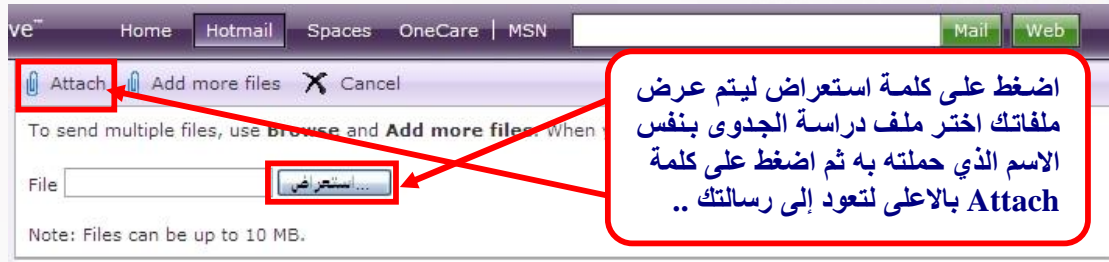 ve™ Home Hotmail Spaces OneCare | MSN Mail Web
Attach Add more files Cancel
To send multiple files, use Browse and Add more files. When
File استعراض...
Note: Files can be up to 10 MB.
اضغط على كلمة استعراض ليتم عرض
ملفاتك اختر ملف دراسة الجدوى بنفس
الاسم الذي حملته به ثم اضغط على كلمة
Attach بالاعلى لتعود إلى رسالتك ..